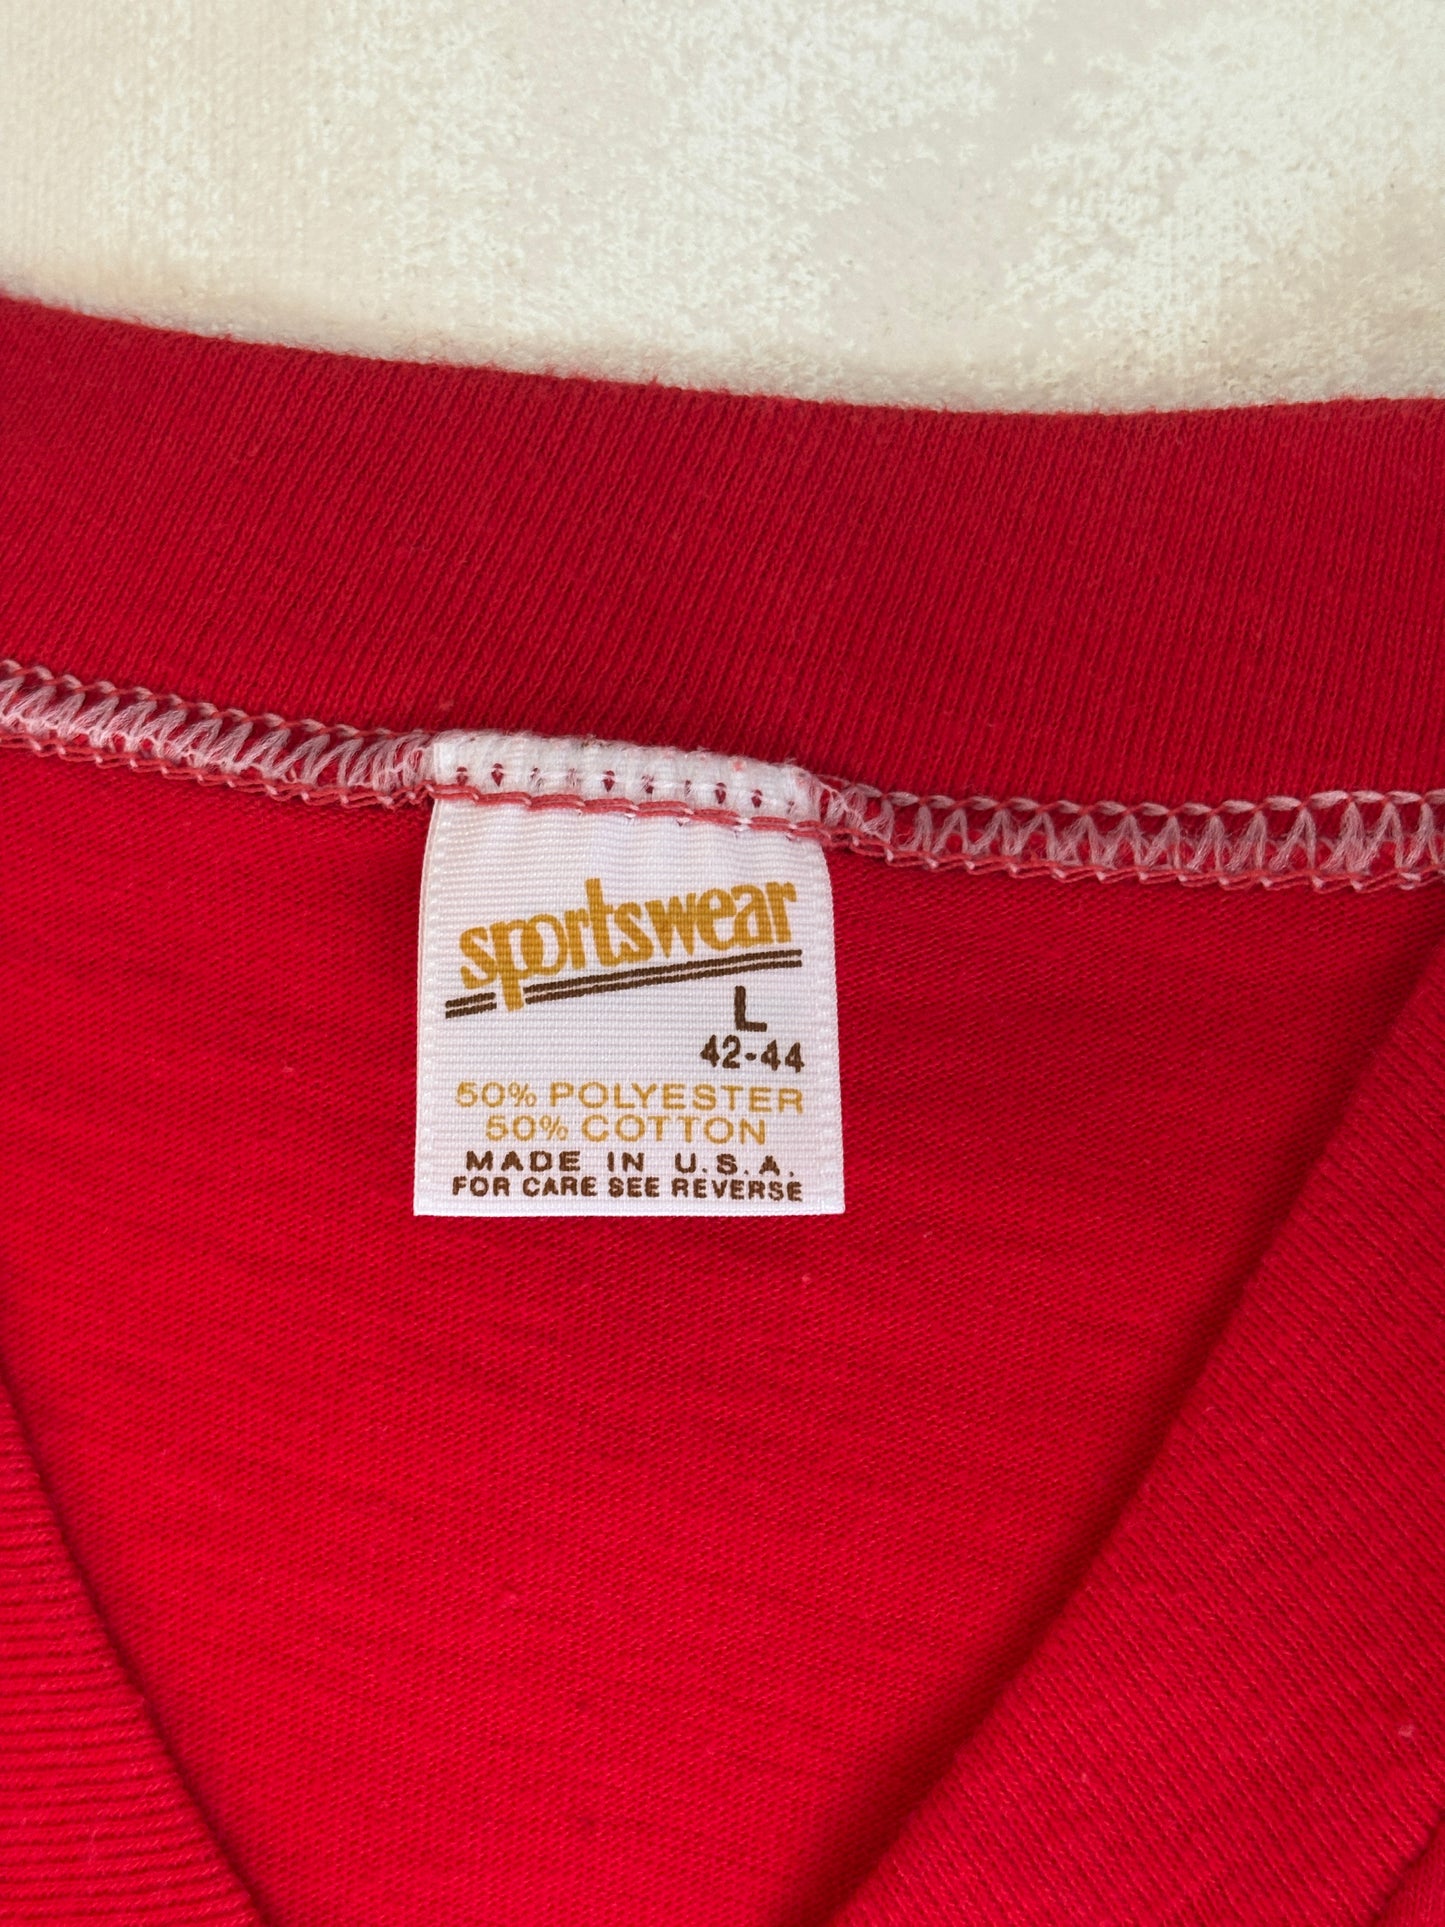 sportswear
L
42-44
50% POLYESTER
50% COTTON
MADE IN U.S.A.
FOR CARE SEE REVERSE